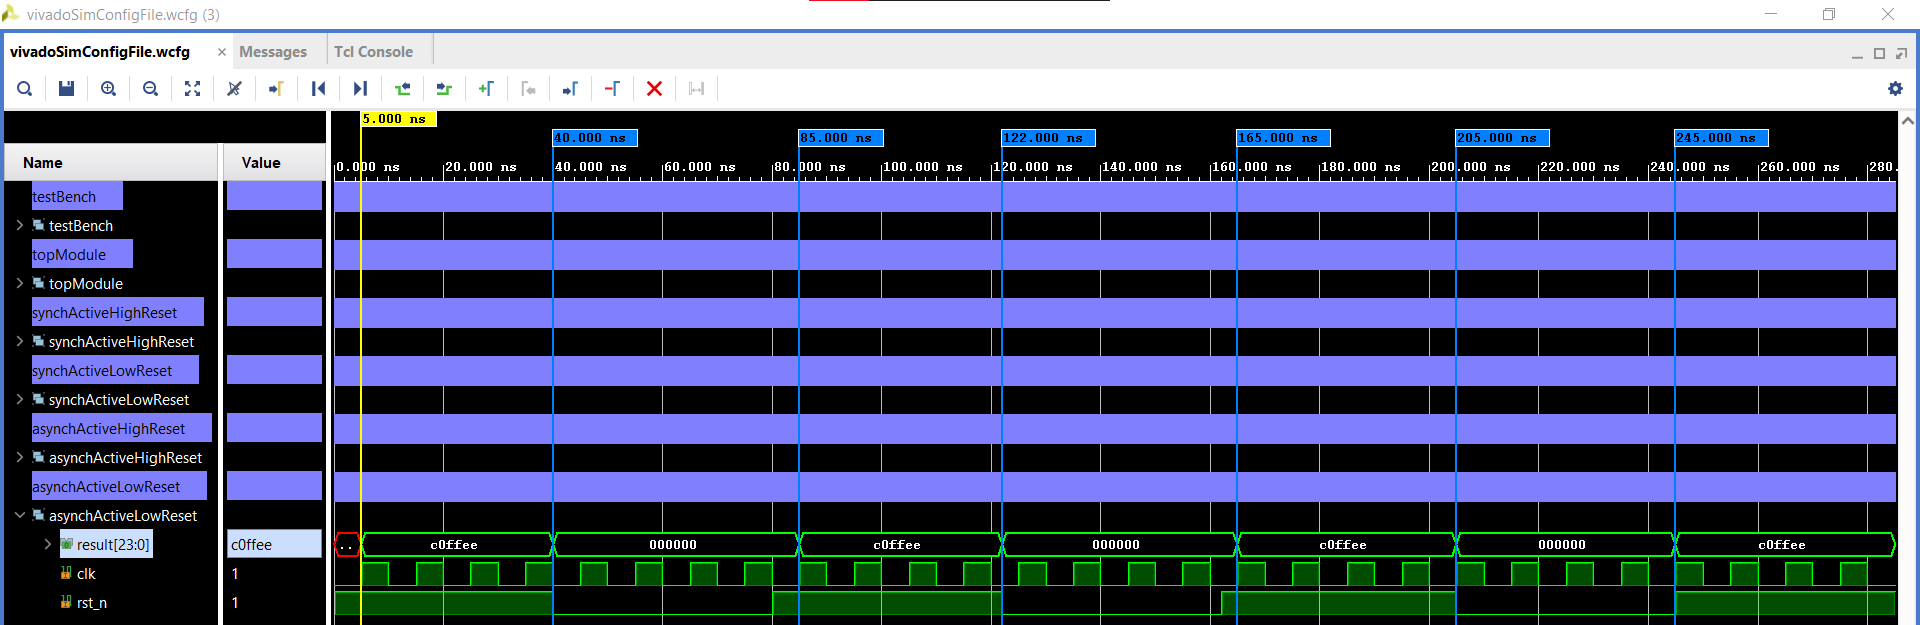 vivadoSimConfigFile.wcfg (3)
vivadoSimConfigFile.wcfg × Messages Tcl Console
5.000 ns
40.000 ns 85.000 ns 122.000 ns 165.000 ns 205.000 ns 245.000 ns
Name Value 0.000 ns 20.000 ns 40.000 ns 60.000 ns 80.000 ns 100.000 ns 120.000 ns 140.000 ns 160.000 ns 180.000 ns 200.000 ns 220.000 ns 240.000 ns 260.000 ns 280.
testBench
testBench
topModule
topModule
synchActiveHighReset
synchActiveHighReset
synchActiveLowReset
synchActiveLowReset
asynchActiveHighReset
asynchActiveHighReset
asynchActiveLowReset
asynchActiveLowReset
result[23:0] c0ffee .. c0ffee 000000 c0ffee 000000 c0ffee 000000 c0ffee
clk 1
rst_n 1